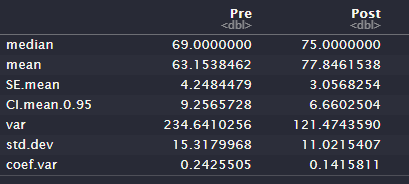 Pre Post
<dbl> <dbl>
median 69.0000000 75.0000000
mean 63.1538462 77.8461538
SE.mean 4.2484479 3.0568254
CI.mean.0.95 9.2565728 6.6602504
var 234.6410256 121.4743590
std.dev 15.3179968 11.0215407
coef.var 0.2425505 0.1415811